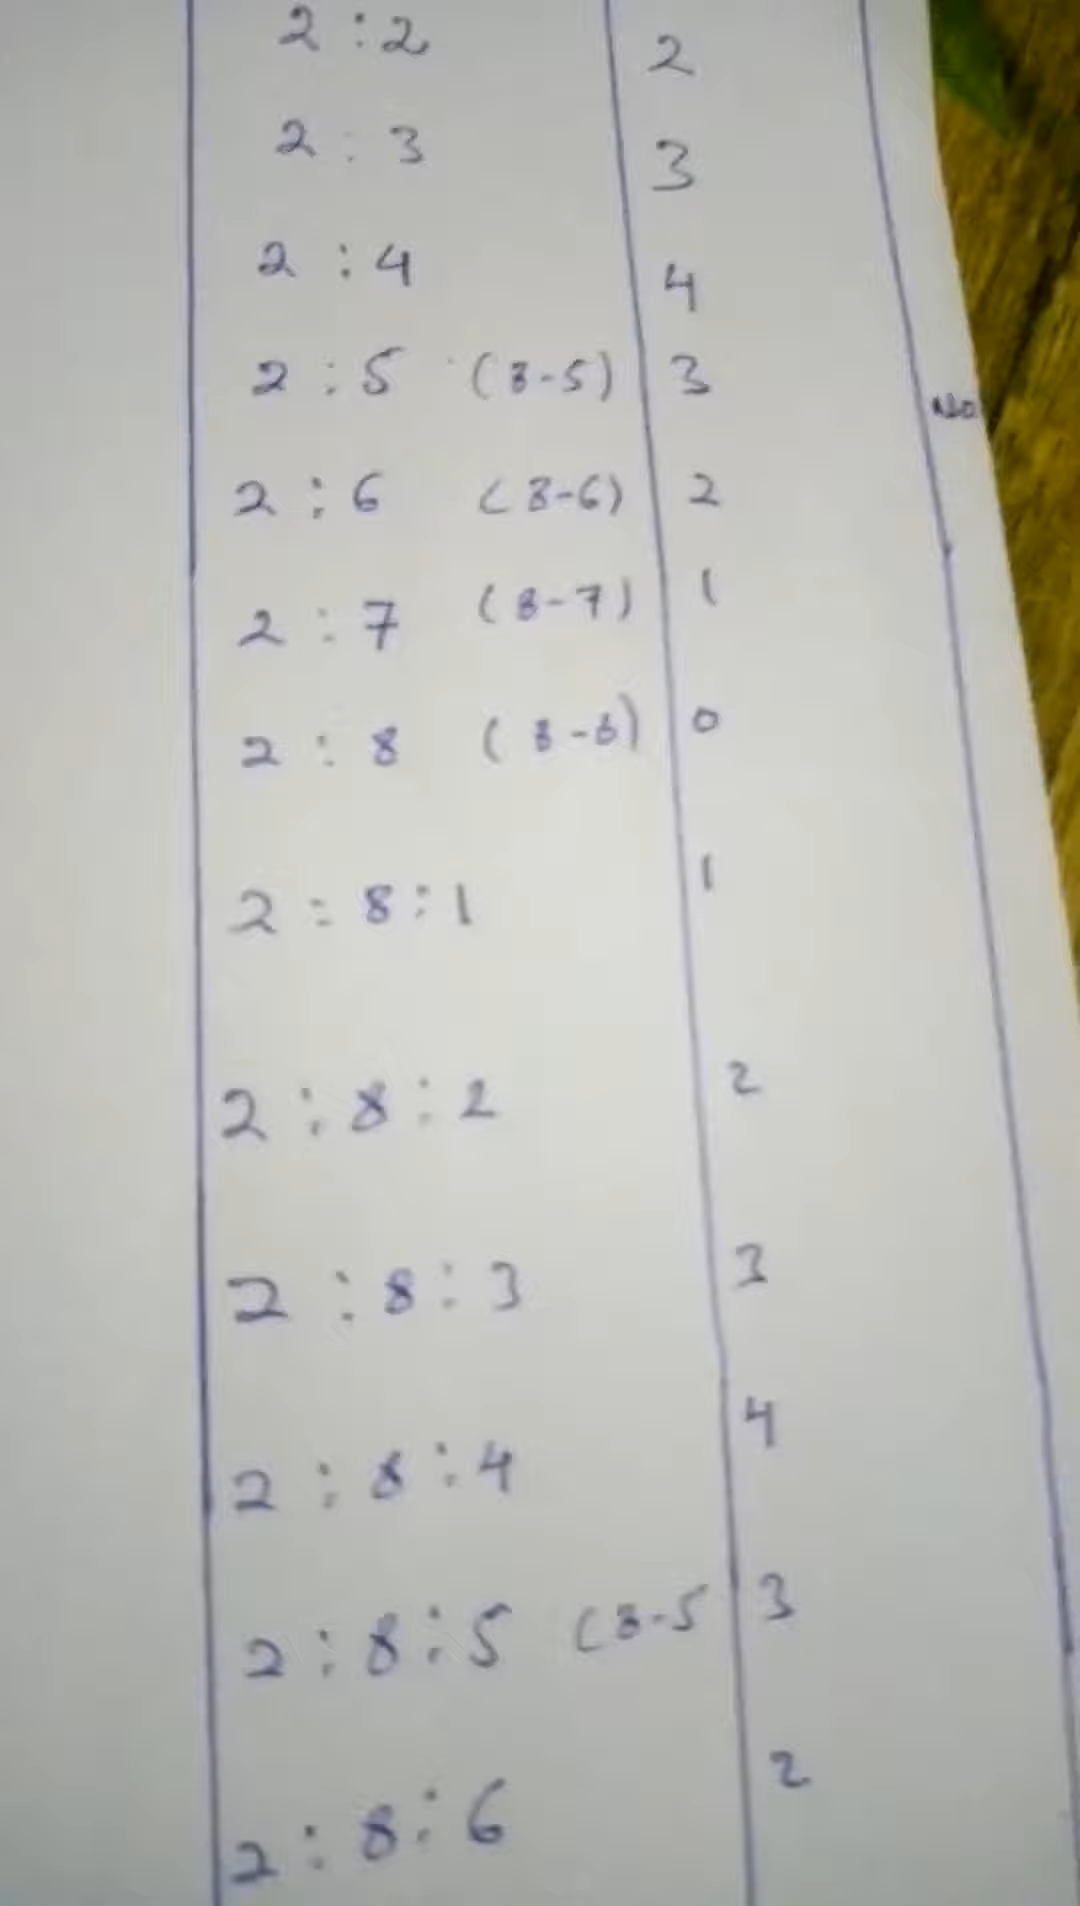 2 : 2 2
2 : 3 3
2 : 4 4
2 : 5 (8-5) 3
No
2 : 6 (8-6) 2
2 : 7 (8-7) 1
2 : 8 (8-8) 0
2 : 8 : 1 1
2 : 8 : 2 2
2 : 8 : 3 3
2 : 8 : 4 4
2 : 8 : 5 (8-5 3
2 : 8 : 6 2